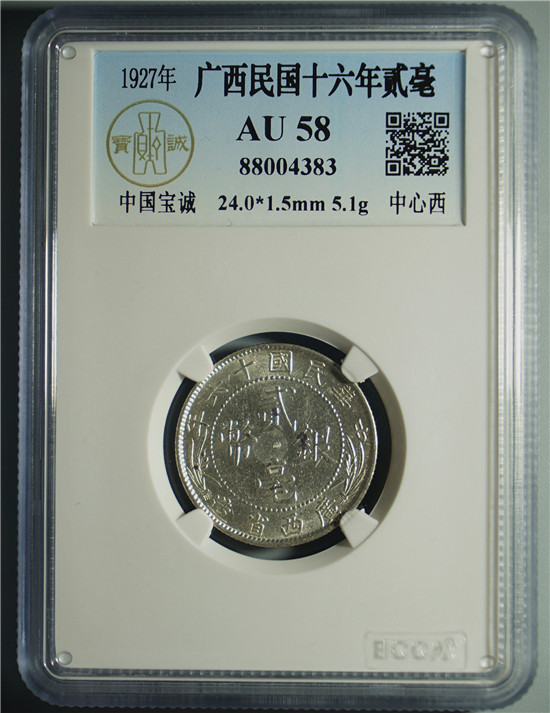 1927年 广西民国十六年贰毫
AU 58
88004383
寶 誠
中国宝诚 24.0*1.5mm 5.1g 中心西
年六十國民華中
貳毫
銀幣
造省西廣